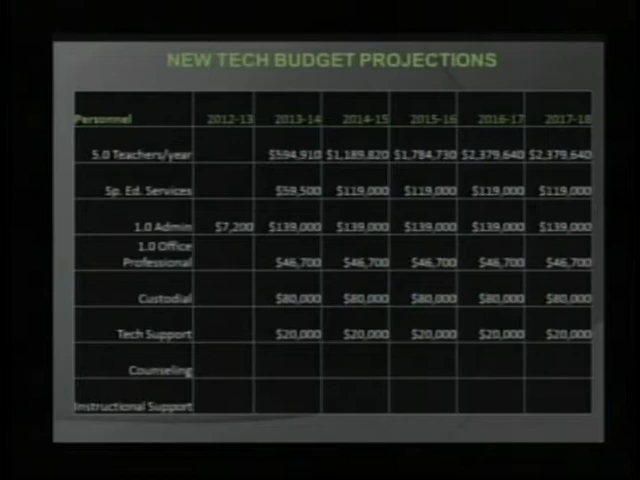 NEW TECH BUDGET PROJECTIONS
Personnel 2012-13 2013-14 2014-15 2015-16 2016-17 2017-18
5.0 Teachers/year $594,910 $1,189,820 $1,784,730 $2,379,640 $2,379,640
Sp. Ed. Services $59,500 $119,000 $119,000 $119,000 $119,000
1.0 Admin $7,200 $139,000 $139,000 $139,000 $139,000 $139,000
1.0 Office
Professional $46,700 $46,700 $46,700 $46,700 $46,700
Custodial $80,000 $80,000 $80,000 $80,000 $80,000
Tech Support $20,000 $20,000 $20,000 $20,000 $20,000
Counseling
Instructional Support